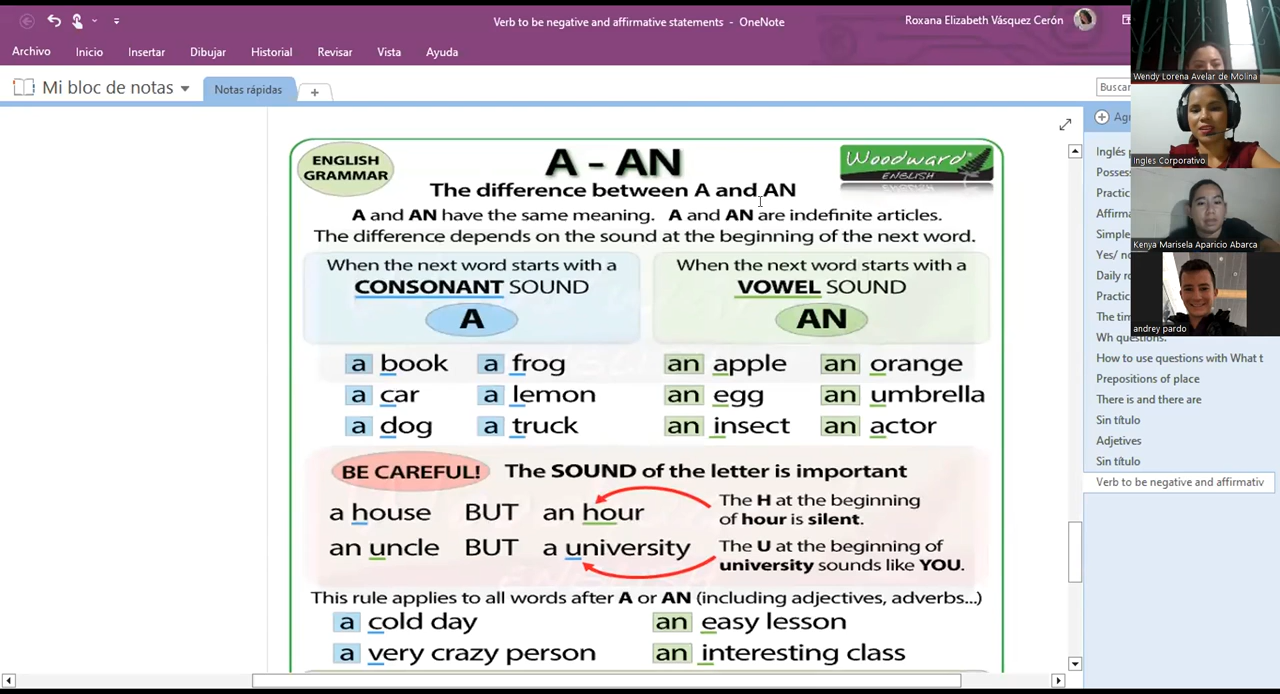 Verb to be negative and affirmative statements - OneNote
Roxana Elizabeth Vásquez Cerón
Archivo Inicio Insertar Dibujar Historial Revisar Vista Ayuda
Mi bloc de notas Notas rápidas +
ENGLISH
GRAMMAR
A - AN
Woodward
ENGLISH
The difference between A and AN
A and AN have the same meaning. A and AN are indefinite articles.
The difference depends on the sound at the beginning of the next word.
When the next word starts with a
CONSONANT SOUND
A
When the next word starts with a
VOWEL SOUND
AN
a book a frog an apple an orange
a car a lemon an egg an umbrella
a dog a truck an insect an actor
BE CAREFUL! The SOUND of the letter is important
a house BUT an hour
The H at the beginning
of hour is silent.
an uncle BUT a university
The U at the beginning of
university sounds like YOU.
This rule applies to all words after A or AN (including adjectives, adverbs...)
a cold day an easy lesson
a very crazy person an interesting class
Wendy Lorena Avelar de Molina
Ingles Corporativo
Kenya Marisela Aparicio Abarca
andrey pardo
Buscar
Inglés
Posses
Practic
Affirma
Simple
Yes/ no
Daily ro
Practic
The tim
Wh questions.
How to use questions with What t
Prepositions of place
There is and there are
Sin título
Adjetives
Sin título
Verb to be negative and affirmativ